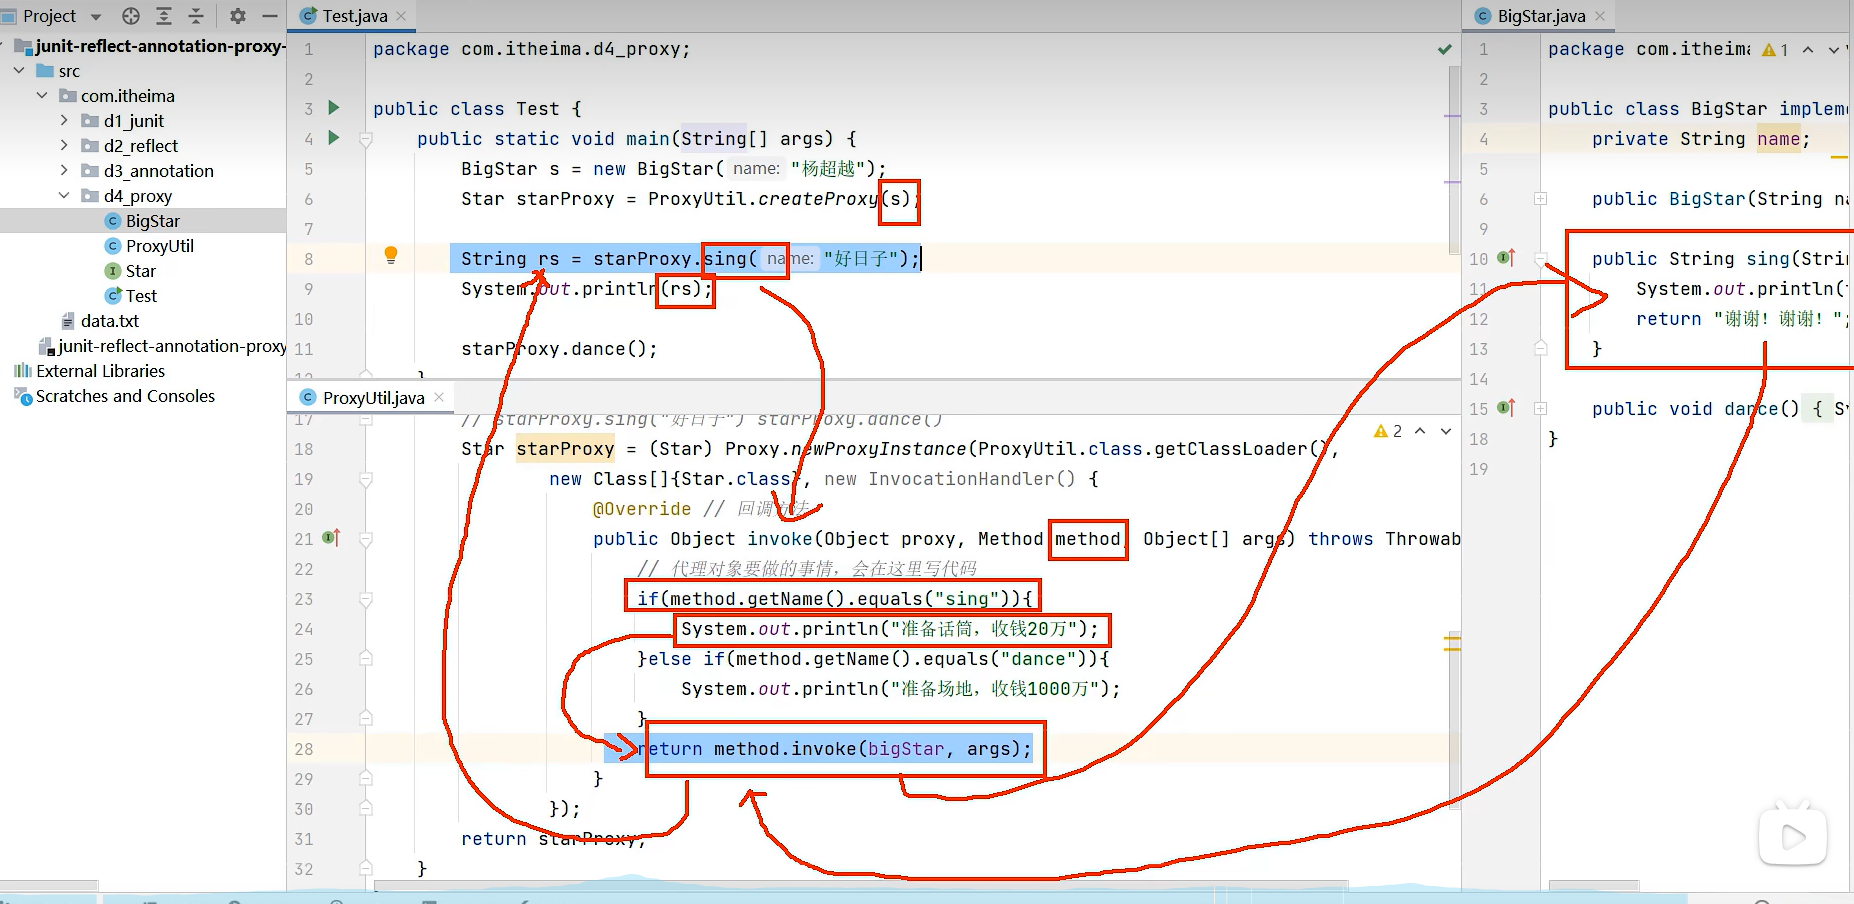 Project
junit-reflect-annotation-proxy-
src
com.itheima
d1_junit
d2_reflect
d3_annotation
d4_proxy
BigStar
ProxyUtil
Star
Test
data.txt
junit-reflect-annotation-proxy
External Libraries
Scratches and Consoles
Test.java
1 package com.itheima.d4_proxy;
2
3 public class Test {
4 public static void main(String[] args) {
5 BigStar s = new BigStar( name: "杨超越");
6 Star starProxy = ProxyUtil.createProxy(s);
7
8 String rs = starProxy.sing( name: "好日子");
9 System.out.println(rs);
10
11 starProxy.dance();
12 }
ProxyUtil.java
2
17 // starProxy.sing("好日子") starProxy.dance()
18 Star starProxy = (Star) Proxy.newProxyInstance(ProxyUtil.class.getClassLoader(),
19 new Class[]{Star.class}, new InvocationHandler() {
20 @Override // 回调方法
21 public Object invoke(Object proxy, Method method, Object[] args) throws Throwab
22 // 代理对象要做的事情，会在这里写代码
23 if(method.getName().equals("sing")){
24 System.out.println("准备话筒，收钱20万");
25 }else if(method.getName().equals("dance")){
26 System.out.println("准备场地，收钱1000万");
27 }
28 return method.invoke(bigStar, args);
29 }
30 });
31 return starProxy;
32 }
BigStar.java
1 package com.itheima
1
2
3 public class BigStar impleme
4 private String name;
5
6 public BigStar(String na
9
10 public String sing(Strin
11 System.out.println(
12 return "谢谢！谢谢！";
13 }
14
15 public void dance() { Sy
18 }
19